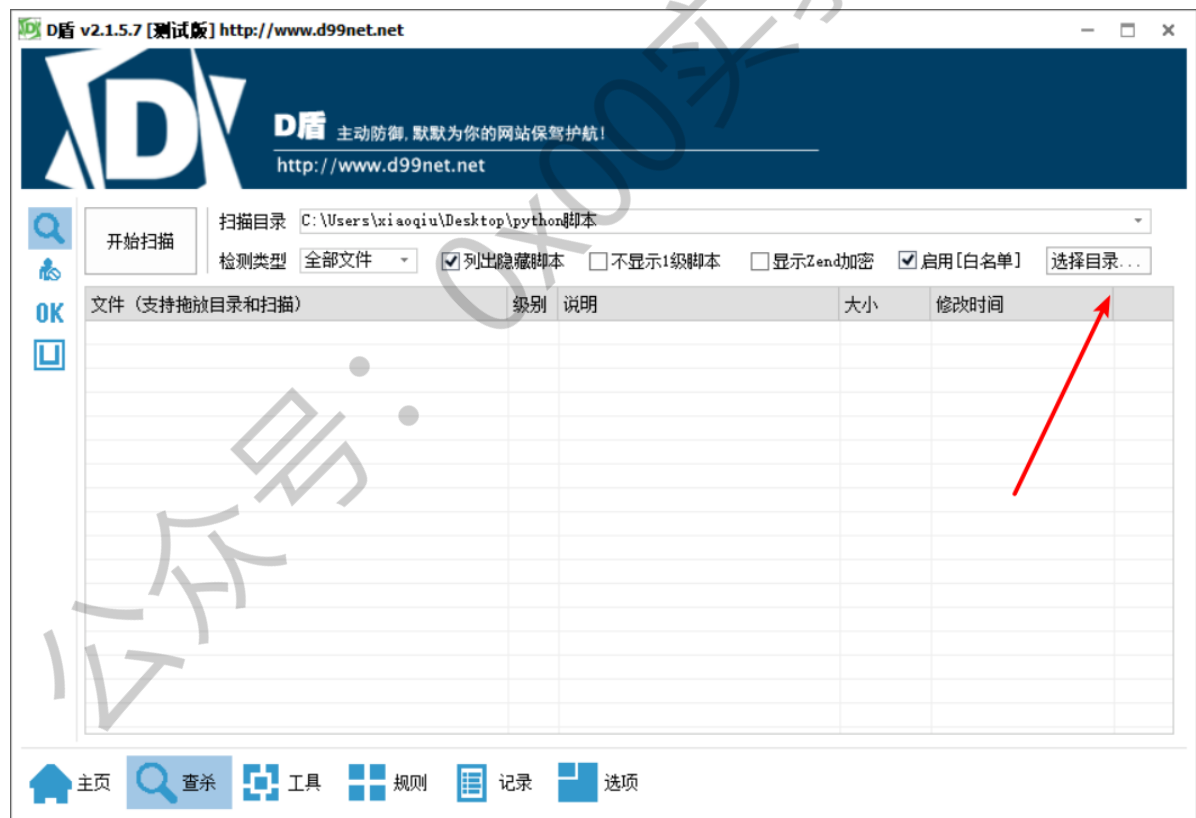 D盾 v2.1.5.7 [测试版] http://www.d99net.net
D盾 主动防御,默默为你的网站保驾护航!
http://www.d99net.net
开始扫描
扫描目录 C:\Users\xiaoqiu\Desktop\python脚本
检测类型 全部文件 列出隐藏脚本 不显示1级脚本 显示Zend加密 启用[白名单] 选择目录...
OK
文件（支持拖放目录和扫描） 级别 说明 大小 修改时间
公众号：0x00实
主页 查杀 工具 规则 记录 选项